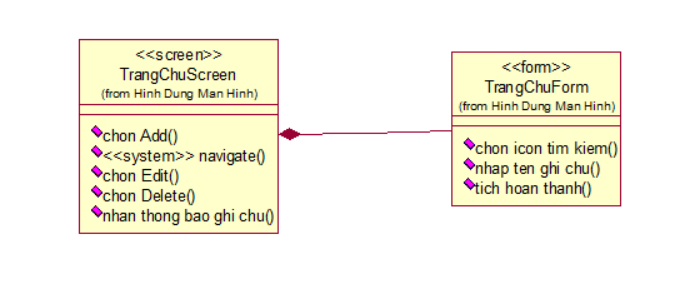 <<screen>>
TrangChuScreen
(from Hinh Dung Man Hinh)
chon Add()
<<system>> navigate()
chon Edit()
chon Delete()
nhan thong bao ghi chu()
<<form>>
TrangChuForm
(from Hinh Dung Man Hinh)
chon icon tim kiem()
nhap ten ghi chu()
tich hoan thanh()